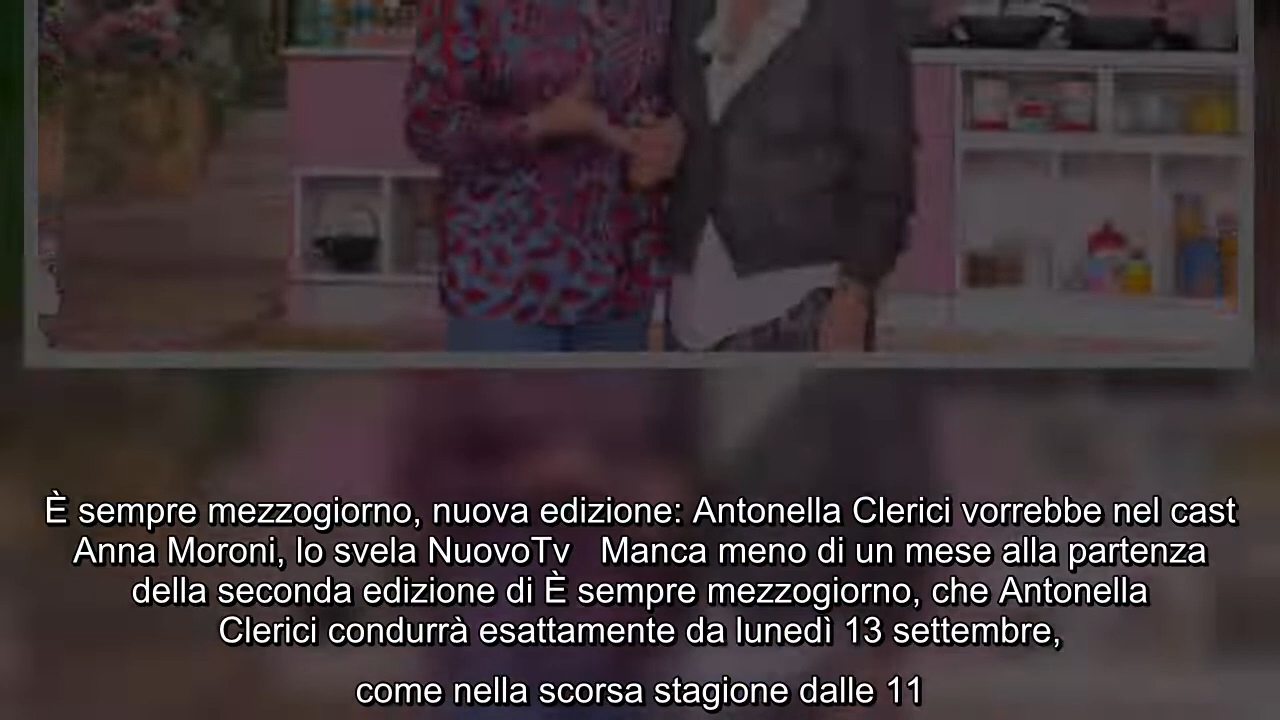 È sempre mezzogiorno, nuova edizione: Antonella Clerici vorrebbe nel cast
Anna Moroni, lo svela NuovoTv   Manca meno di un mese alla partenza
della seconda edizione di È sempre mezzogiorno, che Antonella
Clerici condurrà esattamente da lunedì 13 settembre,
come nella scorsa stagione dalle 11